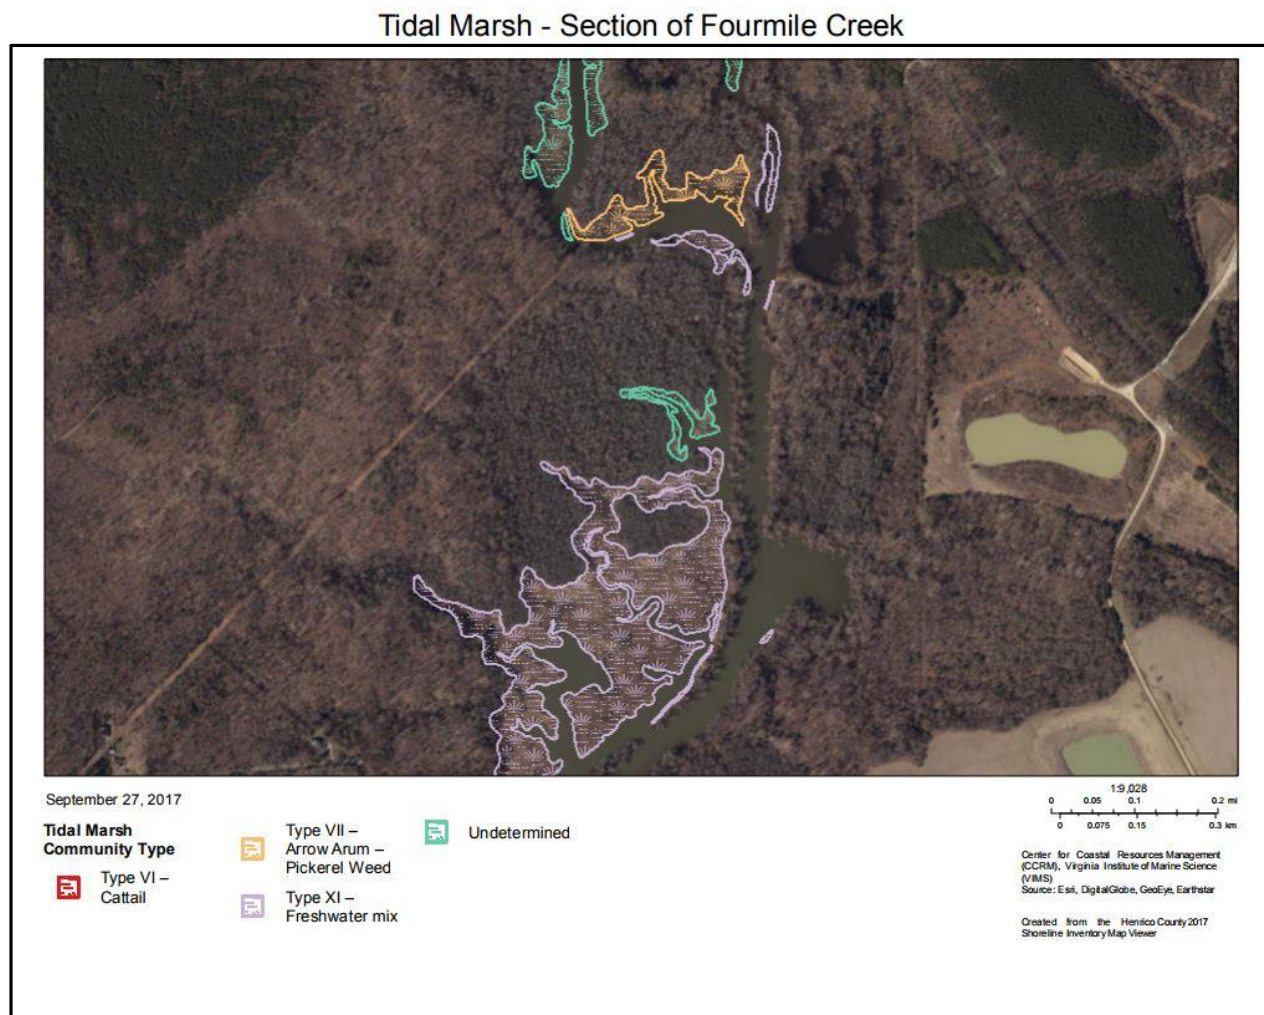 Tidal Marsh - Section of Fourmile Creek
September 27, 2017
Tidal Marsh
Community Type
Type VI –
Cattail
Type VII –
Arrow Arum –
Pickerel Weed
Type XI –
Freshwater mix
Undetermined
1:9,028
0 0.05 0.1 0.2 mi
0 0.075 0.15 0.3 km
Center for Coastal Resources Management
(CCRM), Virginia Institute of Marine Science
(VIMS)
Source: Esri, DigitalGlobe, GeoEye, Earthstar
Created from the Henrico County 2017
Shoreline Inventory Map Viewer